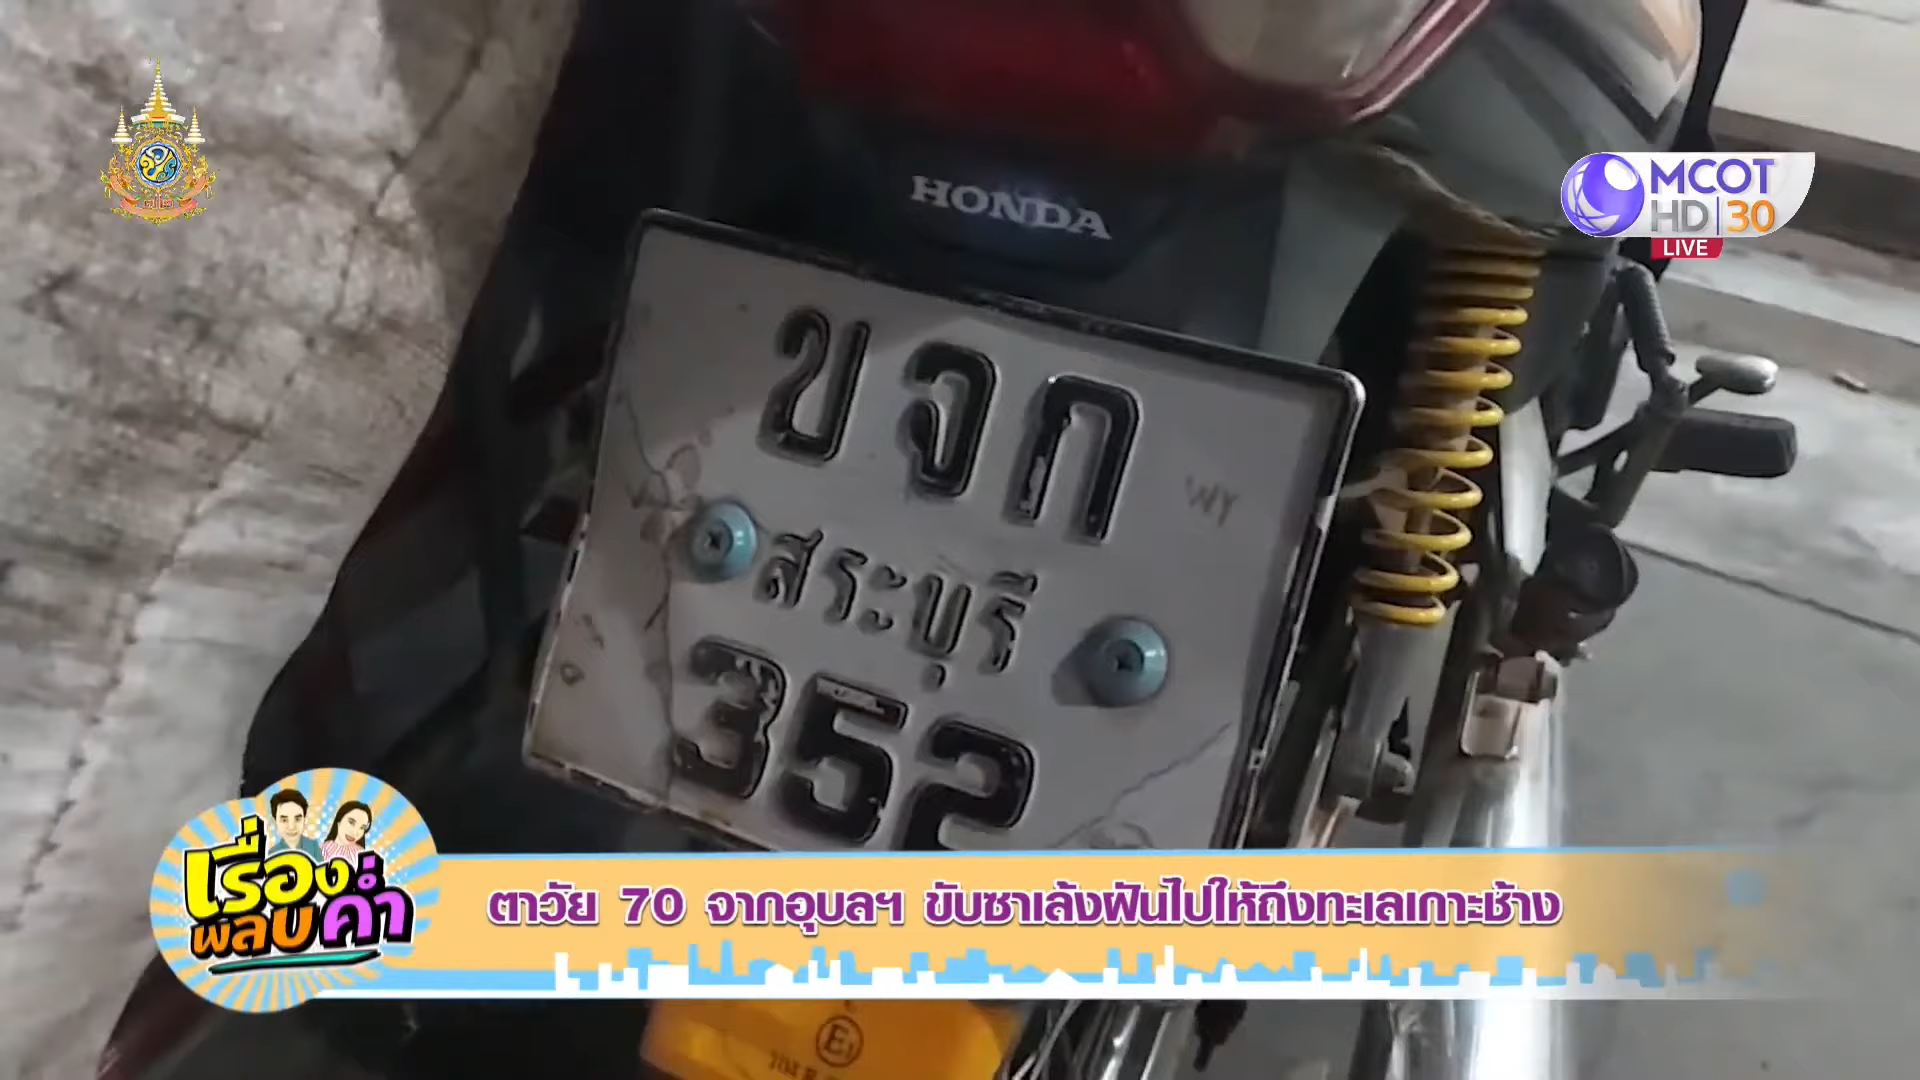 HONDA
MCOT
HD 30
LIVE
ขจก
WY
สระบุรี
352
เรื่อง
พลบค่ำ
ตาวัย 70 จากอุบลฯ ขับซาเล้งฝันไปให้ถึงทะเลเกาะช้าง
E1